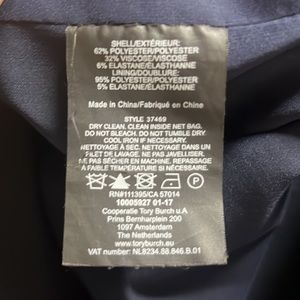 SHELL/EXTÉRIEUR:
62% POLYESTER/POLYESTER
32% VISCOSE/VISCOSE
6% ELASTANE/ÉLASTHANNE
LINING/DOUBLURE:
95% POLYESTER/POLYESTER
5% ELASTANE/ÉLASTHANNE
Made in China/Fabriqué en Chine
STYLE 37469
DRY CLEAN. CLEAN INSIDE NET BAG.
DO NOT BLEACH. DO NOT TUMBLE DRY.
COOL IRON IF NECESSARY.
NETTOYAGE À SEC. NETTOYAGE DANS UN
FILET DE LAVAGE. NE PAS JAVELLISER.
NE PAS SÉCHER EN MACHINE. REPASSAGE
À FAIBLE TEMPÉRATURE SI NÉCESSAIRE.
P
RN#111395/CA 57014
10005927 01-17
Cooperatie Tory Burch u.A
Prins Bernharplein 200
1097 Amsterdam
The Netherlands
www.toryburch.com
VAT number: NL8234.88.846.B.01